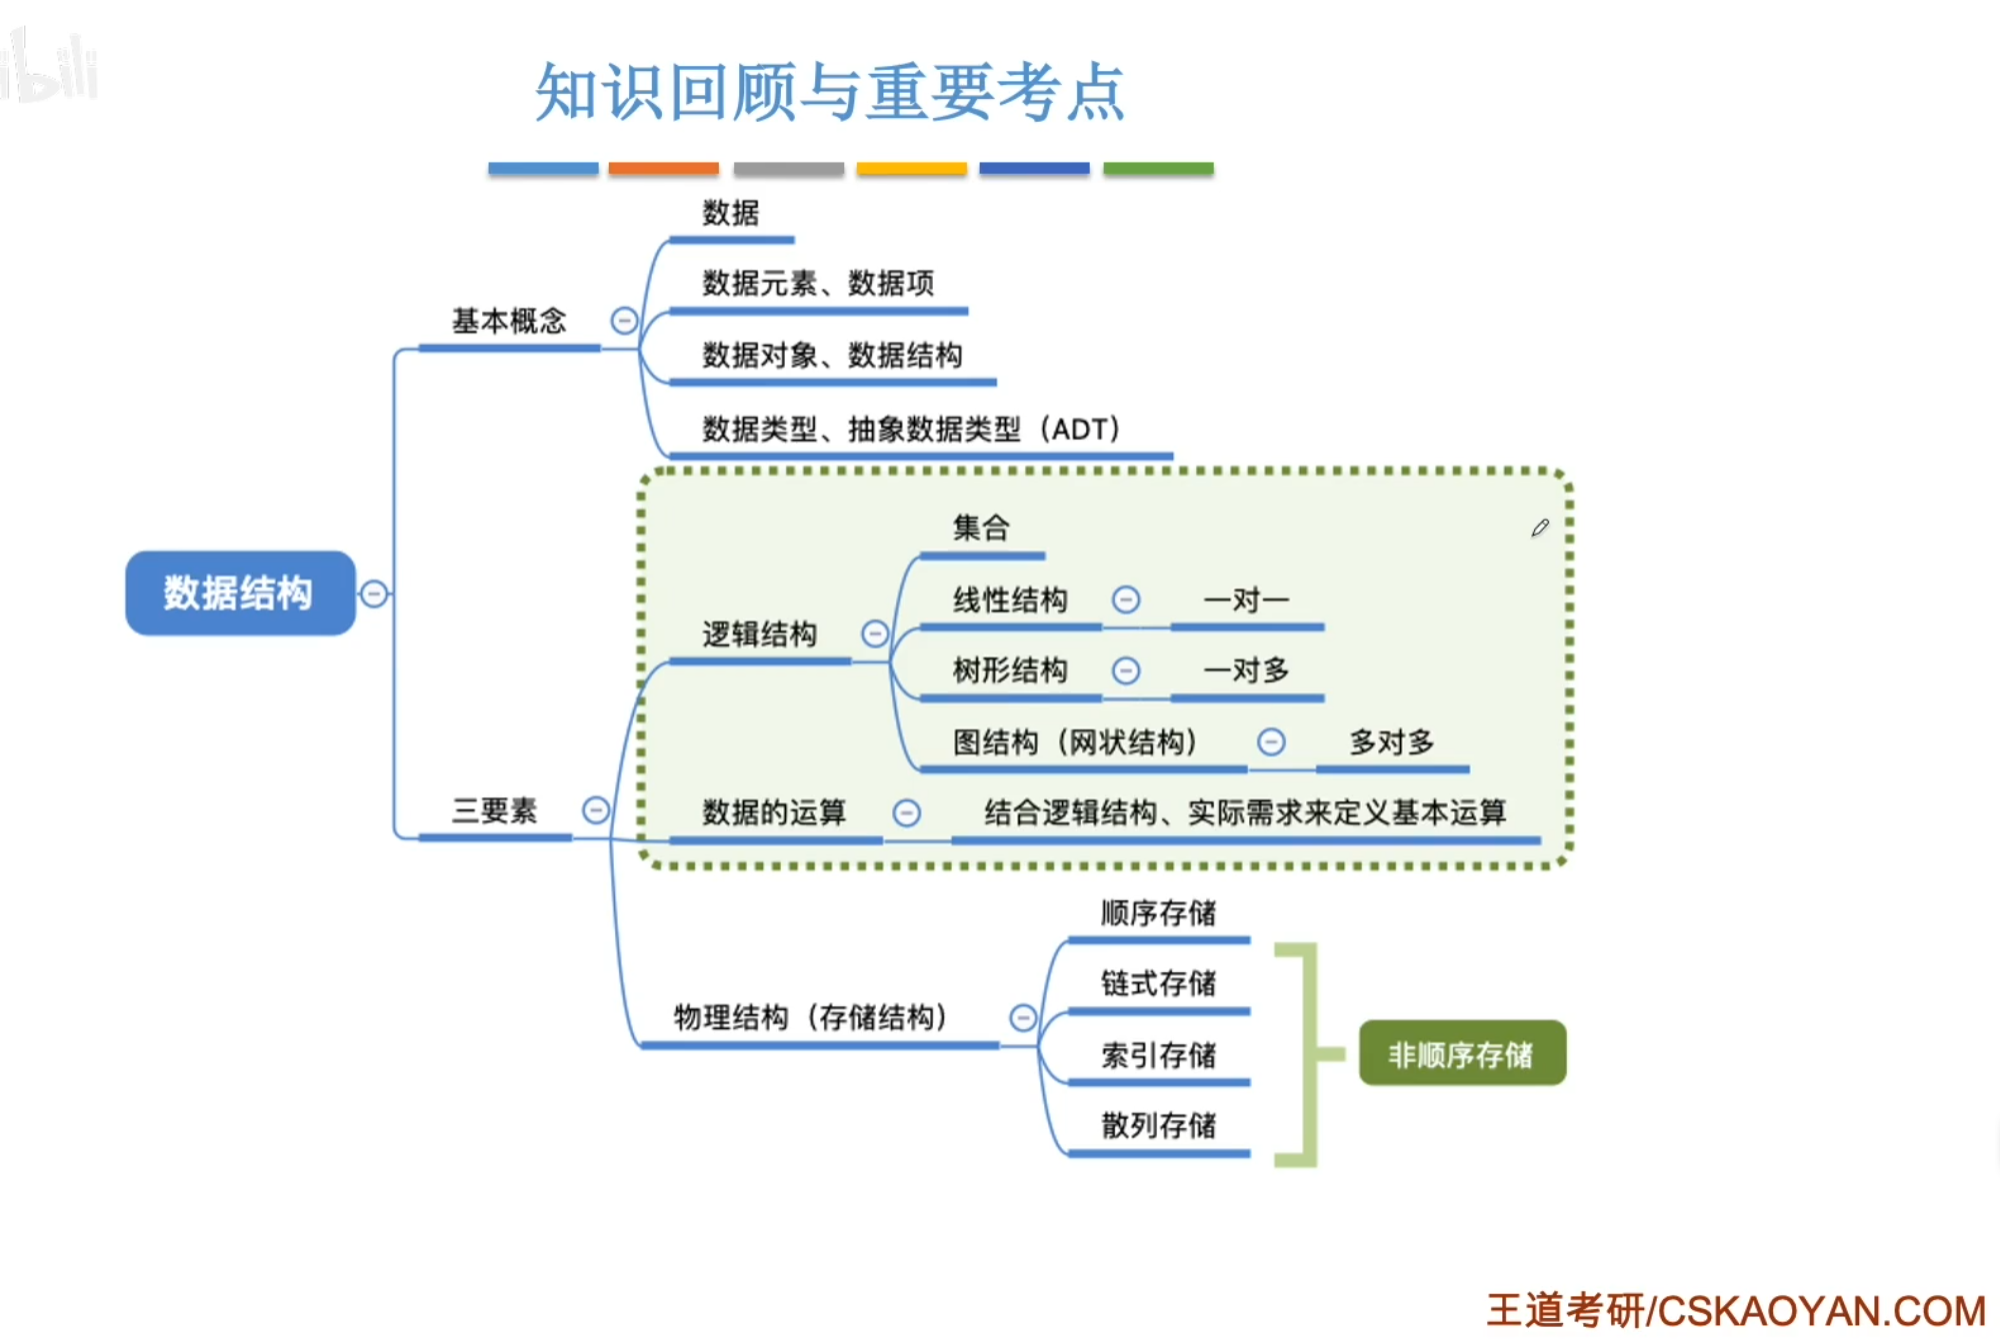 bili
知识回顾与重要考点
数据
数据元素、数据项
基本概念
数据对象、数据结构
数据类型、抽象数据类型（ADT）
数据结构
集合
线性结构 一对一
逻辑结构
树形结构 一对多
图结构（网状结构） 多对多
三要素
数据的运算 结合逻辑结构、实际需求来定义基本运算
顺序存储
链式存储
物理结构（存储结构）
索引存储
非顺序存储
散列存储
王道考研/CSKAOYAN.COM